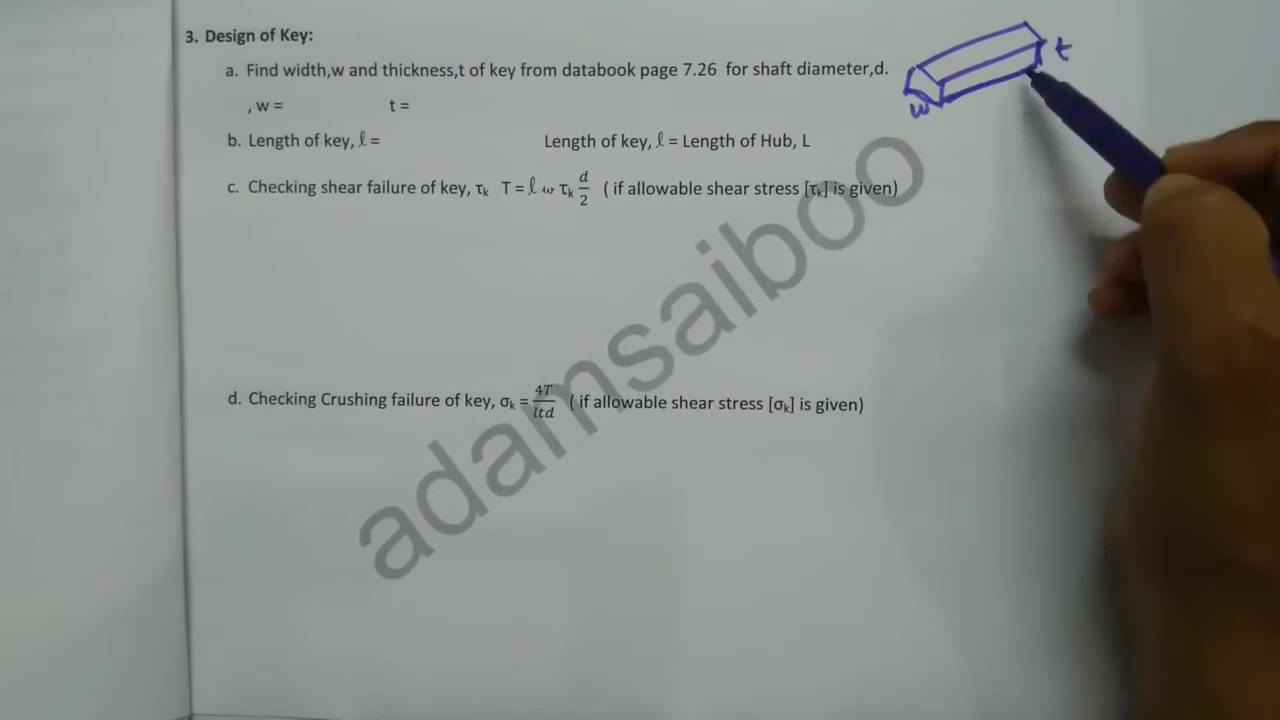 3. Design of Key:
a. Find width,w and thickness,t of key from databook page 7.26 for shaft diameter,d.
, w = t =
b. Length of key, ℓ = Length of key, ℓ = Length of Hub, L
c. Checking shear failure of key, τk T = ℓ w τk d/2 ( if allowable shear stress [τk] is given)
d. Checking Crushing failure of key, σk = 4T/ltd ( if allowable shear stress [σk] is given)
t
w
adamsaiboo